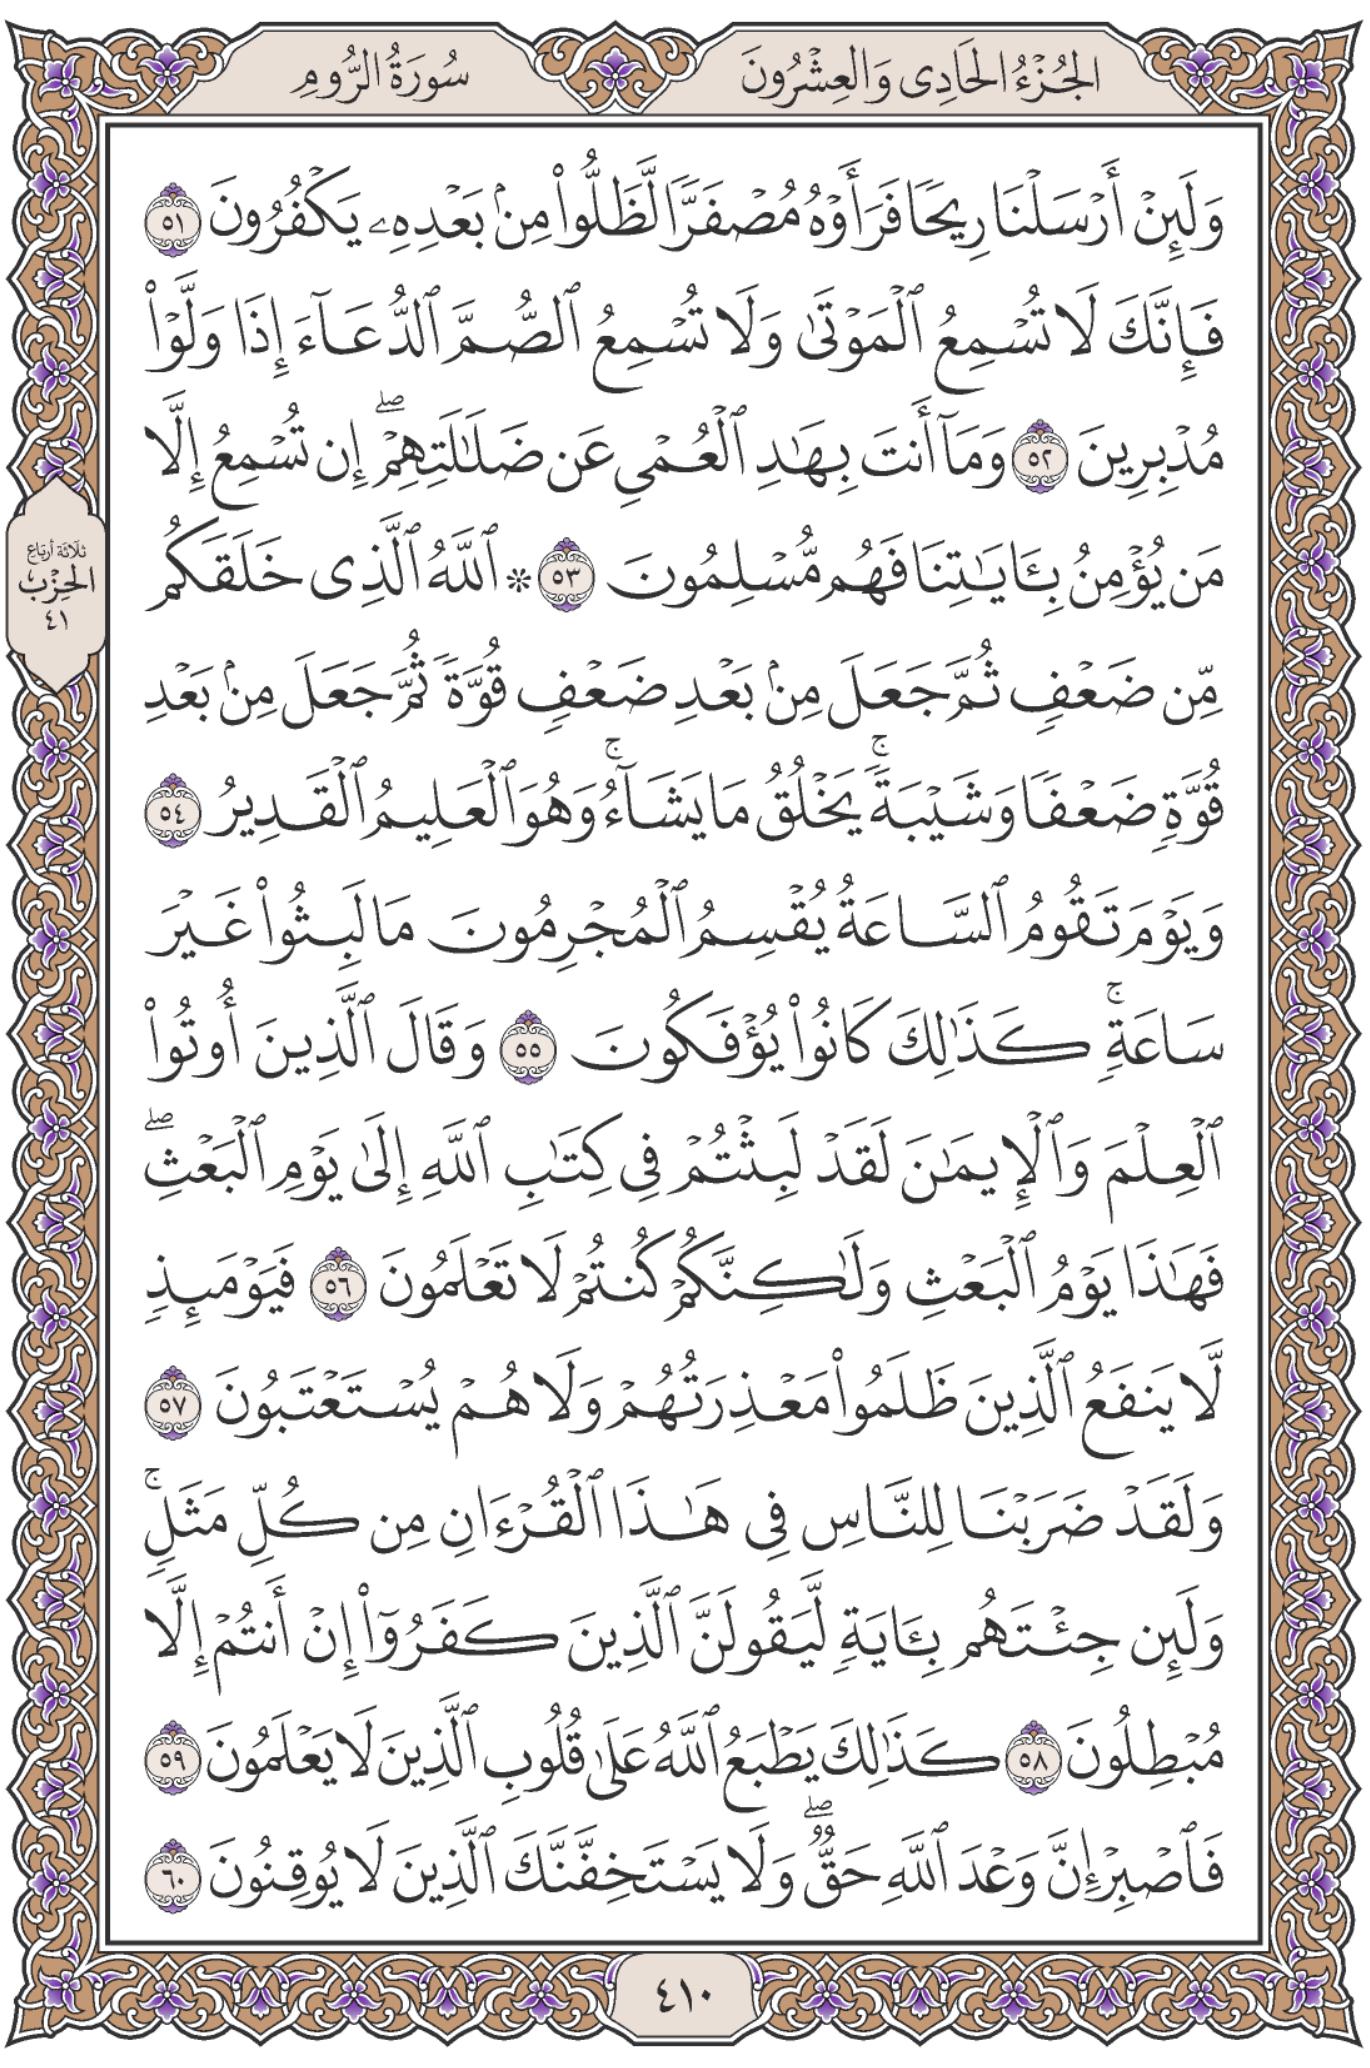 الجُزْءُ الحَادِى وَالعِشْرُونَ
سُورَةُ الرُّومِ
وَلَئِنْ أَرْسَلْنَا رِيحًا فَرَأَوْهُ مُصْفَرًّا لَّظَلُّواْ مِنۢ بَعْدِهِۦ يَكْفُرُونَ ٥١
فَإِنَّكَ لَا تُسْمِعُ ٱلْمَوْتَىٰ وَلَا تُسْمِعُ ٱلصُّمَّ ٱلدُّعَآءَ إِذَا وَلَّوْاْ
مُدْبِرِينَ ٥٢ وَمَآ أَنتَ بِهَٰدِ ٱلْعُمْىِ عَن ضَلَٰلَتِهِمْ ۖ إِن تُسْمِعُ إِلَّا
مَن يُؤْمِنُ بِـَٔايَٰتِنَا فَهُم مُّسْلِمُونَ ٥٣ ۞ ٱللَّهُ ٱلَّذِى خَلَقَكُم
مِّن ضَعْفٍ ثُمَّ جَعَلَ مِنۢ بَعْدِ ضَعْفٍ قُوَّةً ثُمَّ جَعَلَ مِنۢ بَعْدِ
قُوَّةٍ ضَعْفًا وَشَيْبَةً ۚ يَخْلُقُ مَا يَشَآءُ ۚ وَهُوَ ٱلْعَلِيمُ ٱلْقَدِيرُ ٥٤
وَيَوْمَ تَقُومُ ٱلسَّاعَةُ يُقْسِمُ ٱلْمُجْرِمُونَ مَا لَبِثُواْ غَيْرَ
سَاعَةٍ ۚ كَذَٰلِكَ كَانُواْ يُؤْفَكُونَ ٥٥ وَقَالَ ٱلَّذِينَ أُوتُواْ
ٱلْعِلْمَ وَٱلْإِيمَٰنَ لَقَدْ لَبِثْتُمْ فِى كِتَٰبِ ٱللَّهِ إِلَىٰ يَوْمِ ٱلْبَعْثِ ۖ
فَهَٰذَا يَوْمُ ٱلْبَعْثِ وَلَٰكِنَّكُمْ كُنتُمْ لَا تَعْلَمُونَ ٥٦ فَيَوْمَئِذٍ
لَّا يَنفَعُ ٱلَّذِينَ ظَلَمُواْ مَعْذِرَتُهُمْ وَلَا هُمْ يُسْتَعْتَبُونَ ٥٧
وَلَقَدْ ضَرَبْنَا لِلنَّاسِ فِى هَٰذَا ٱلْقُرْءَانِ مِن كُلِّ مَثَلٍ ۚ
وَلَئِن جِئْتَهُم بِـَٔايَةٍ لَّيَقُولَنَّ ٱلَّذِينَ كَفَرُوٓاْ إِنْ أَنتُمْ إِلَّا
مُبْطِلُونَ ٥٨ كَذَٰلِكَ يَطْبَعُ ٱللَّهُ عَلَىٰ قُلُوبِ ٱلَّذِينَ لَا يَعْلَمُونَ ٥٩
فَٱصْبِرْ إِنَّ وَعْدَ ٱللَّهِ حَقٌّ ۖ وَلَا يَسْتَخِفَّنَّكَ ٱلَّذِينَ لَا يُوقِنُونَ ٦٠
ثلاثة أرباع
الحِزْب
٤١
٤١٠